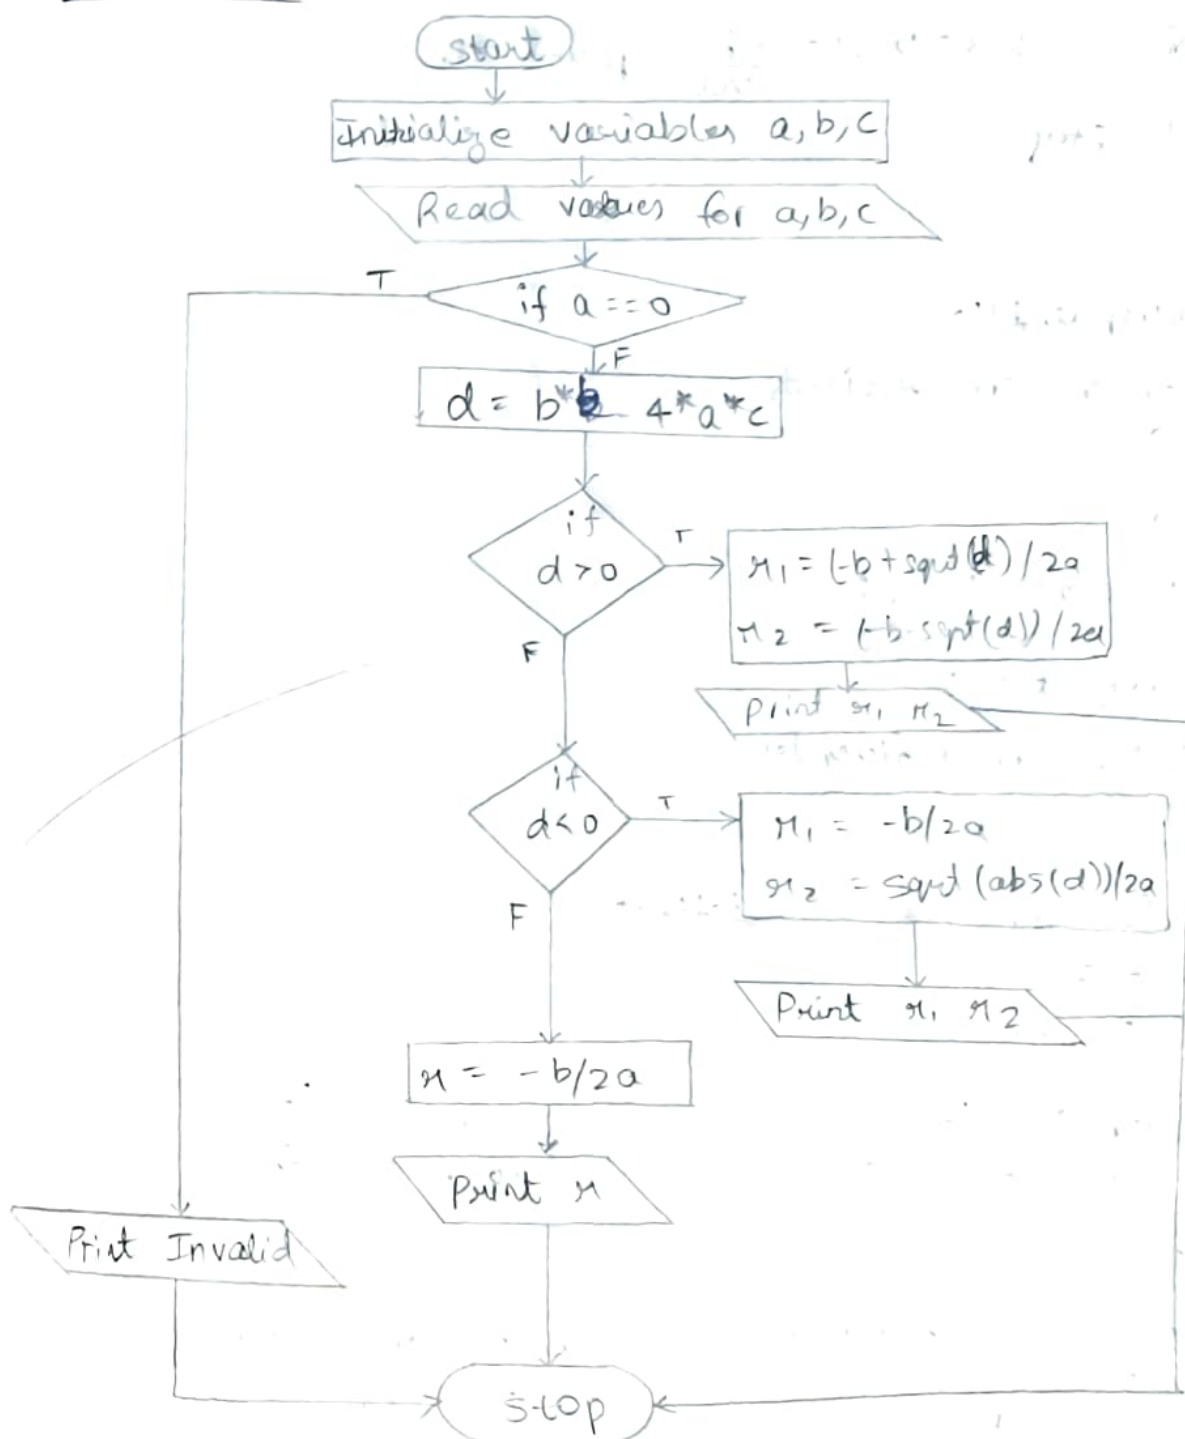 start
Initialize variables a, b, c
Read values for a, b, c
T
if a == 0
F
d = b*b 4*a*c
if
d > 0
T
r1 = (-b + sqrt(d) / 2a
r2 = (-b - sqrt(d)) / 2a
F
Print r1 r2
if
d < 0
T
r1 = -b/2a
r2 = sqrt (abs(d))/2a
F
Print r1 r2
r = -b/2a
Print r
Print Invalid
stop